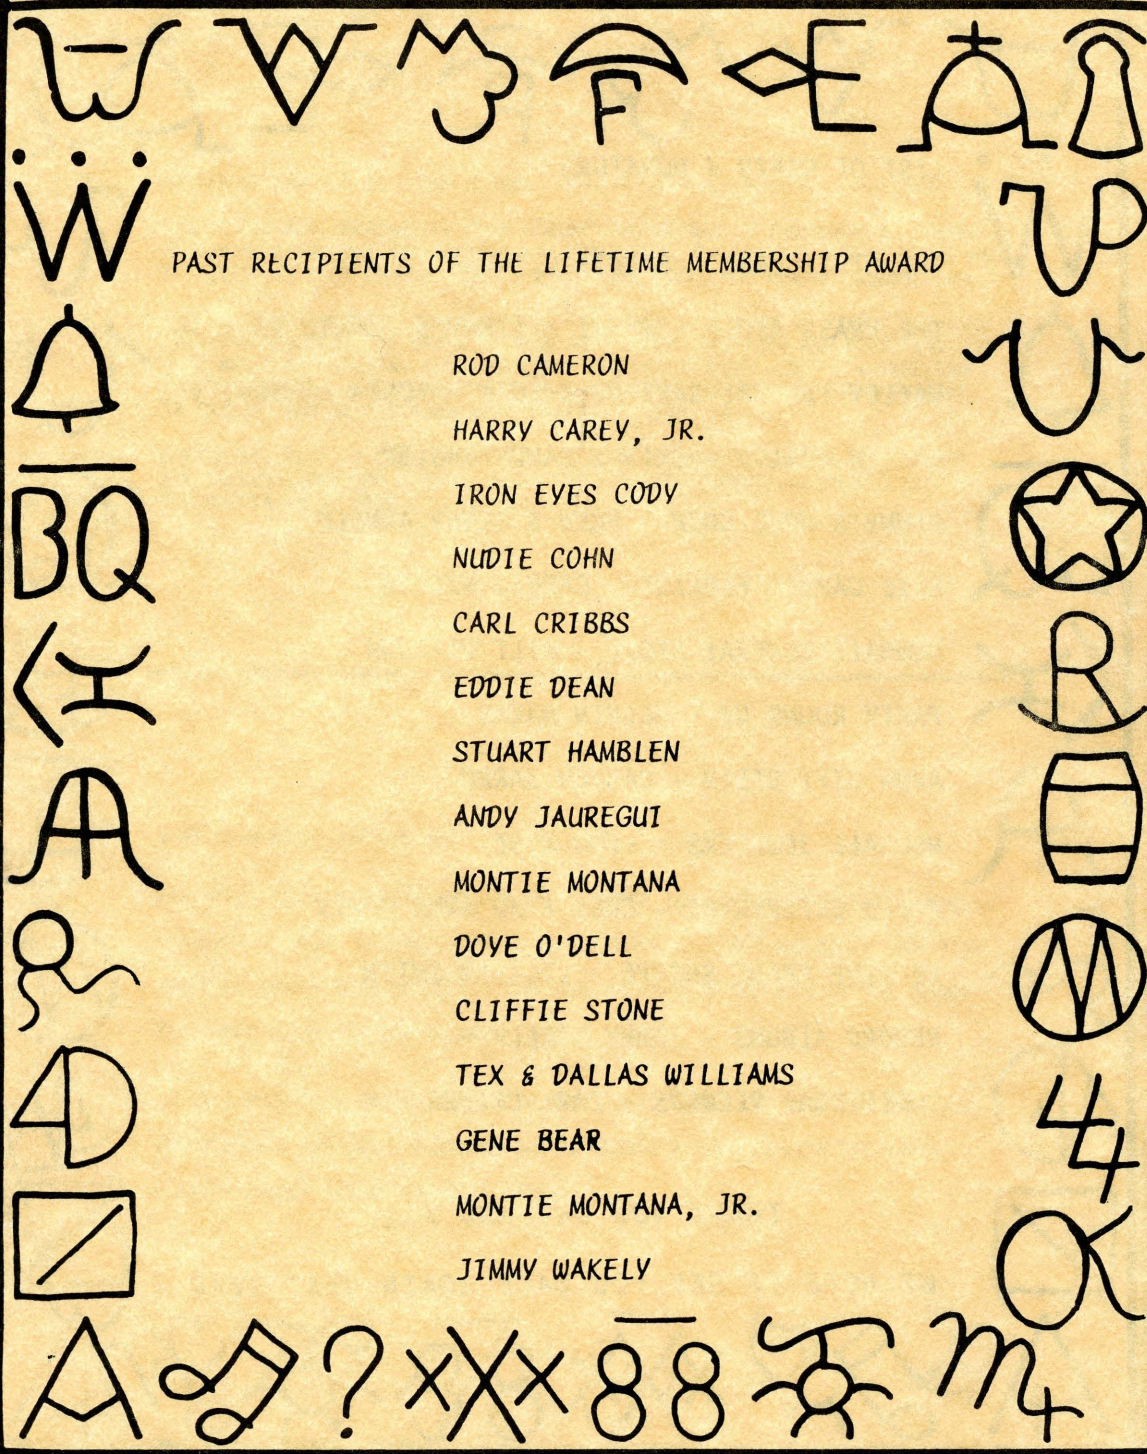 PAST RECIPIENTS OF THE LIFETIME MEMBERSHIP AWARD
ROD CAMERON
HARRY CAREY, JR.
IRON EYES CODY
NUDIE COHN
CARL CRIBBS
EDDIE DEAN
STUART HAMBLEN
ANDY JAUREGUI
MONTIE MONTANA
DOYE O'DELL
CLIFFIE STONE
TEX & DALLAS WILLIAMS
GENE BEAR
MONTIE MONTANA, JR.
JIMMY WAKELY